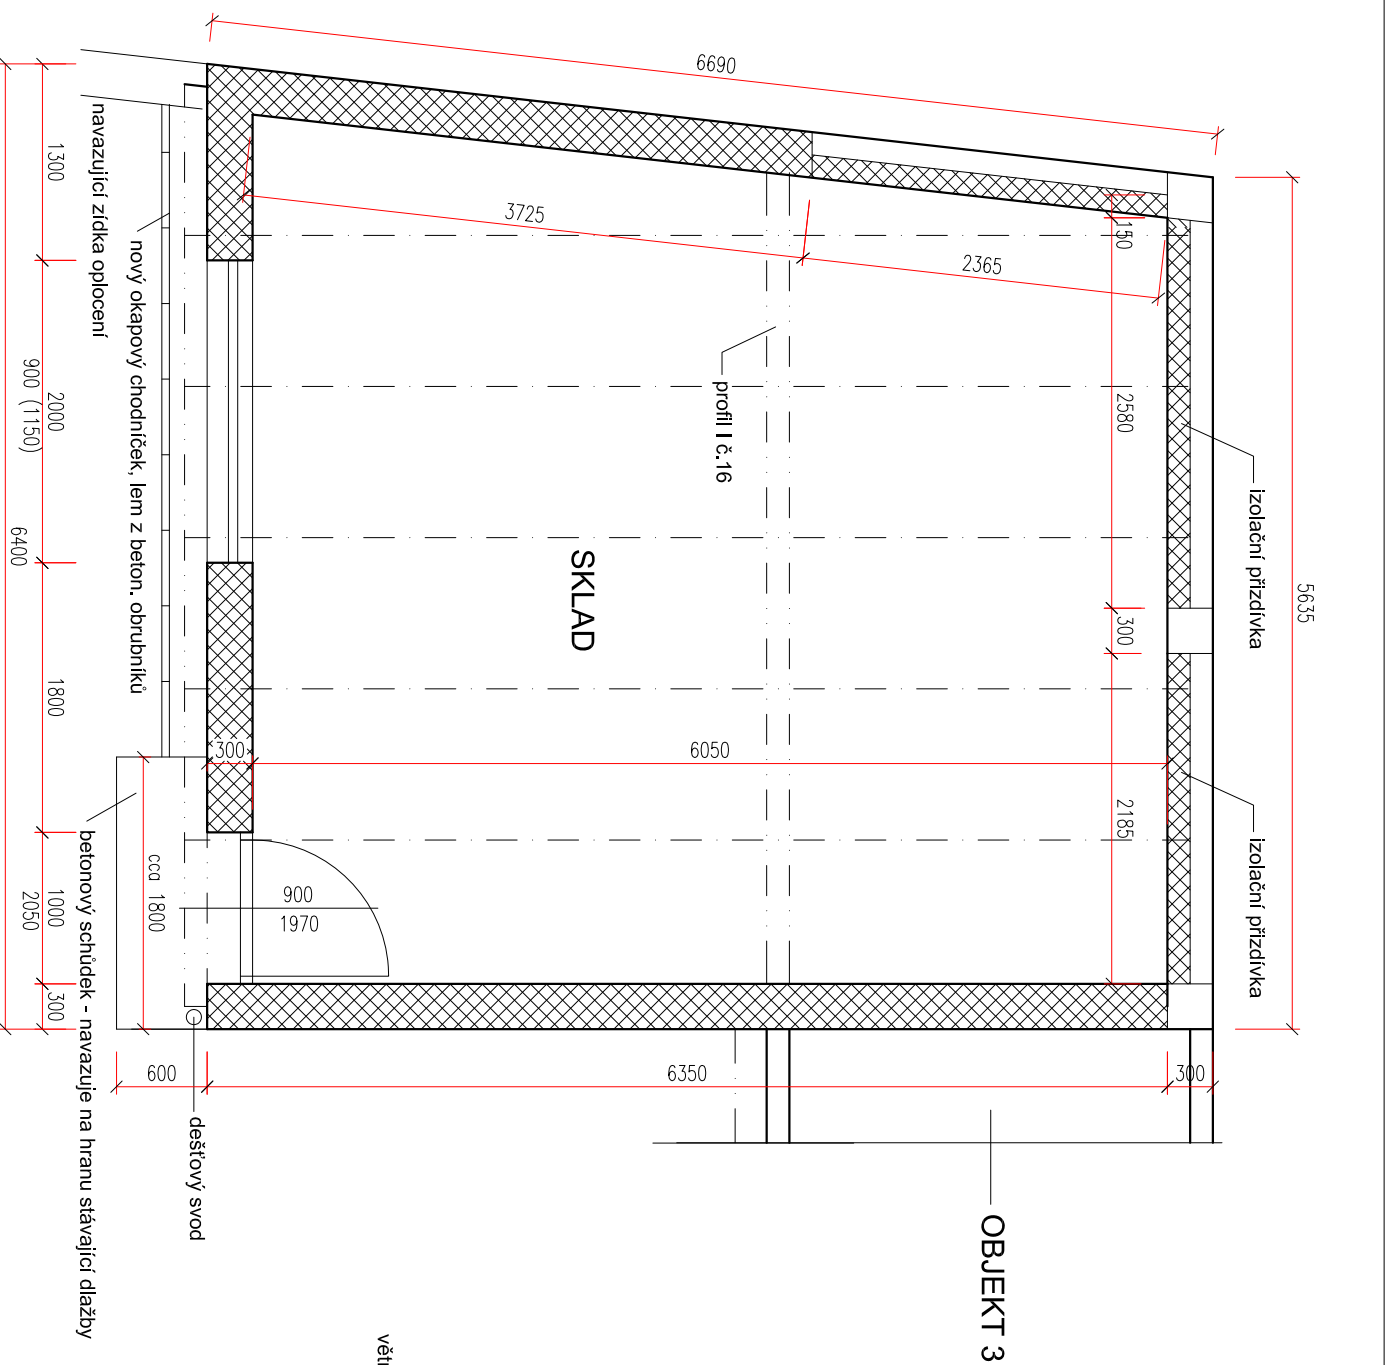 6690
5635
1300
2000
900 (1150)
1800
1000
2050
300
6400
navazující zídka oplocení
nový okapový chodníček, lem z beton. obrubníků
betonový schůdek - navazuje na hranu stávající dlažby
dešťový svod
cca 1800
600
6350
300
300
6050
900
1970
3725
2365
150
2580
300
2185
profil I č.16
SKLAD
izolační přizdívka
izolační přizdívka
OBJEKT 3
větr